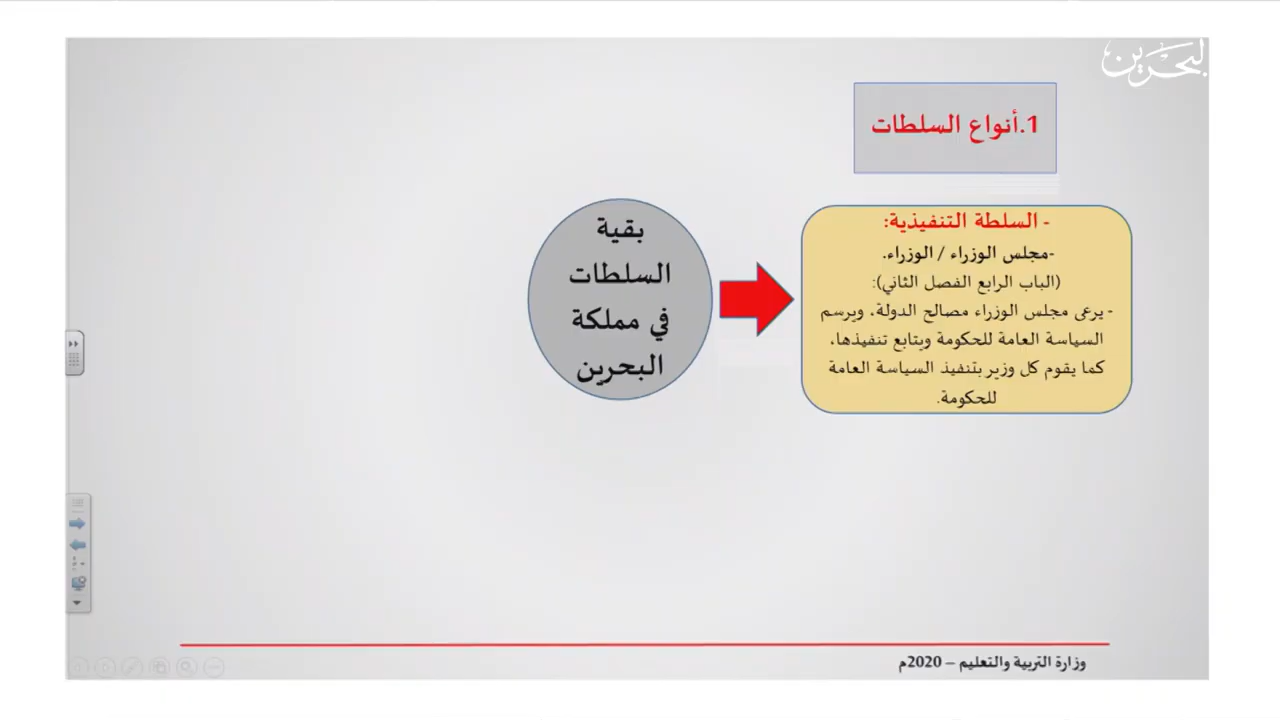 البحرين
1.أنواع السلطات
- السلطة التنفيذية:
-مجلس الوزراء / الوزراء.
(الباب الرابع الفصل الثاني):
- يرعى مجلس الوزراء مصالح الدولة، ويرسم
السياسة العامة للحكومة ويتابع تنفيذها،
كما يقوم كل وزير بتنفيذ السياسة العامة
للحكومة.
بقية
السلطات
في مملكة
البحرين
وزارة التربية والتعليم – 2020م